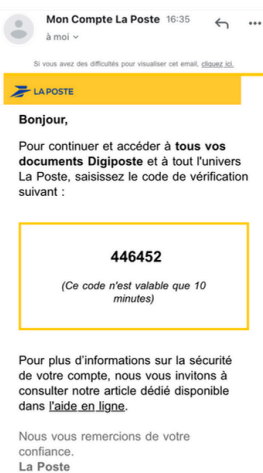 Mon Compte La Poste 16:35
à moi
Si vous avez des difficultés pour visualiser cet email, cliquez ici.
LA POSTE
Bonjour,
Pour continuer et accéder à tous vos
documents Digiposte et à tout l'univers
La Poste, saisissez le code de vérification
suivant :
446452
(Ce code n'est valable que 10
minutes)
Pour plus d'informations sur la sécurité
de votre compte, nous vous invitons à
consulter notre article dédié disponible
dans l'aide en ligne.
Nous vous remercions de votre
confiance.
La Poste